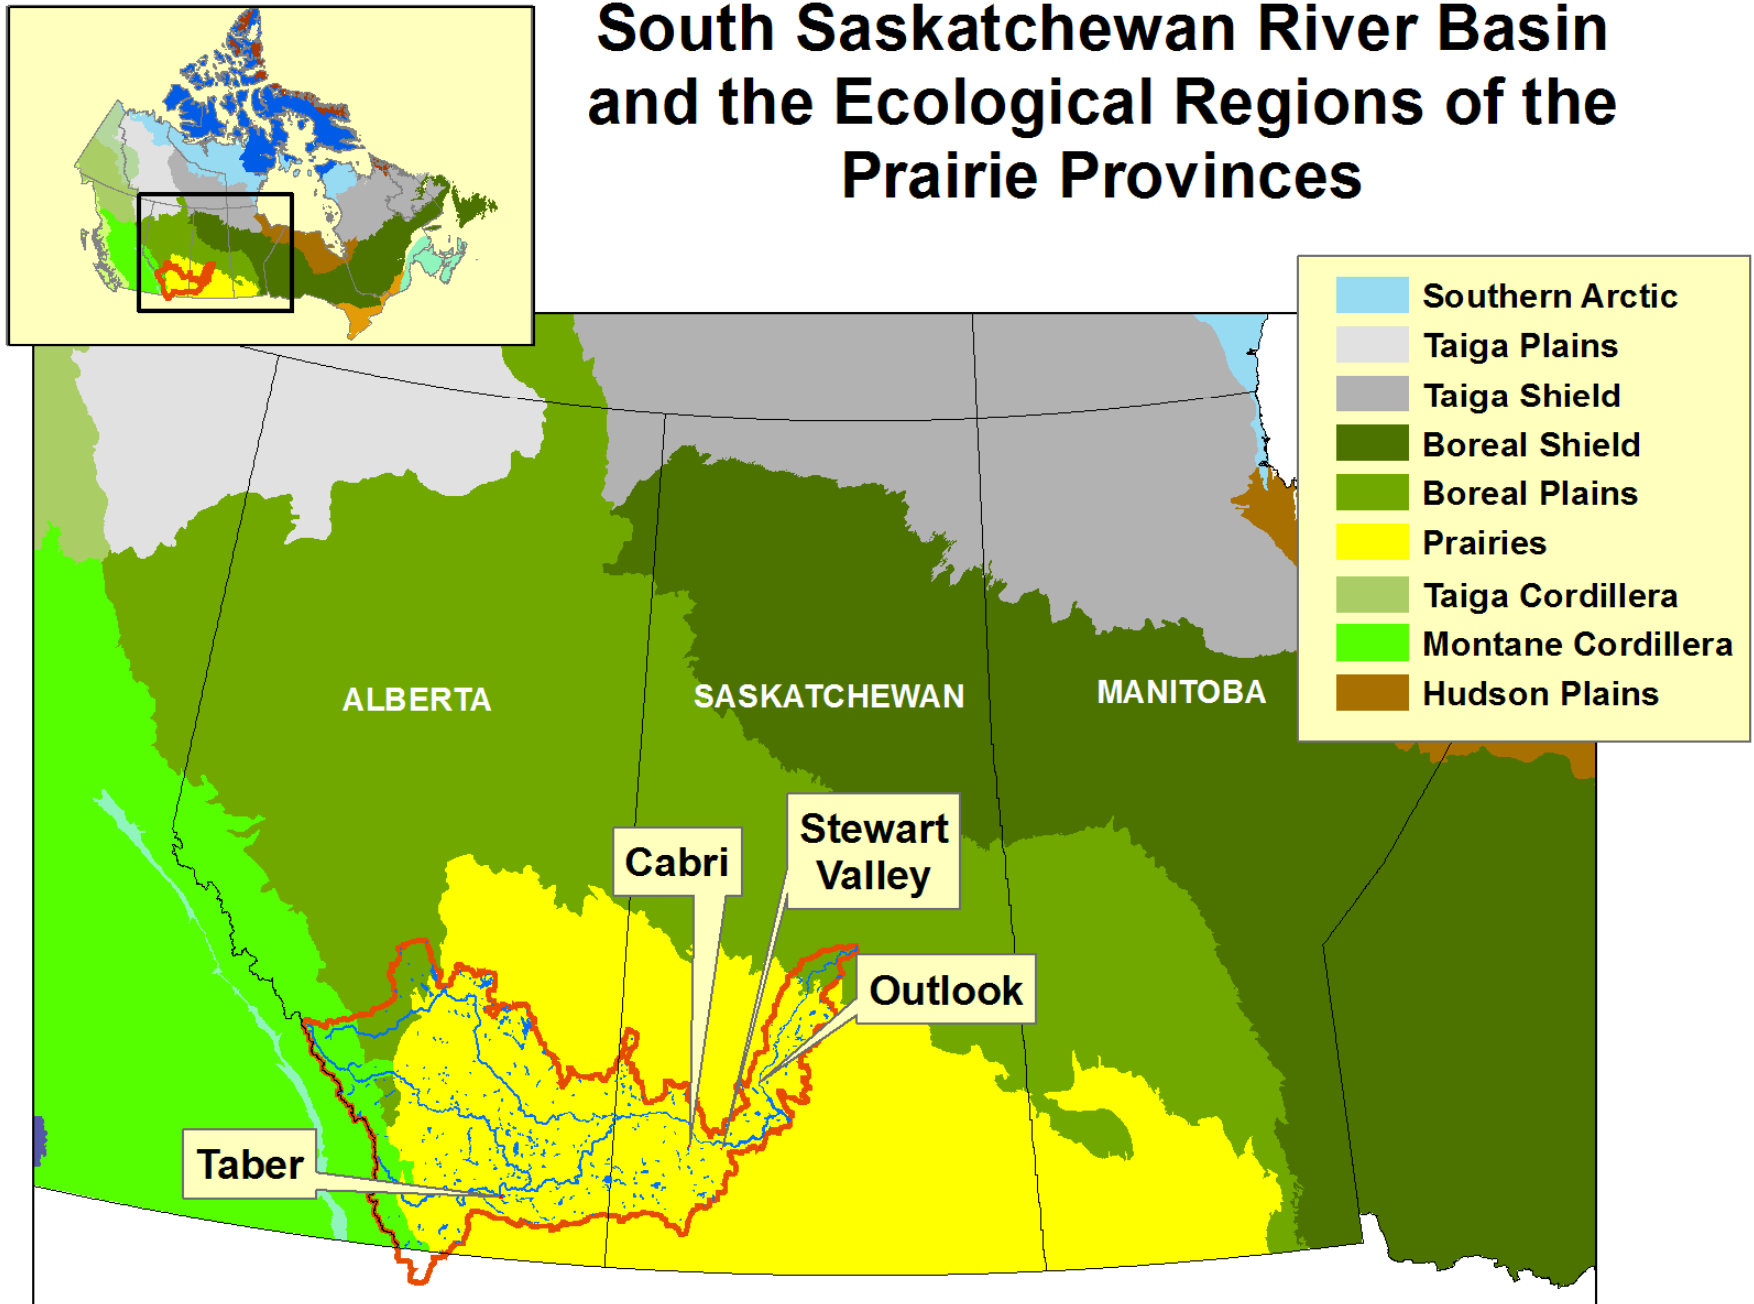 South Saskatchewan River Basin
and the Ecological Regions of the
Prairie Provinces
Southern Arctic
Taiga Plains
Taiga Shield
Boreal Shield
Boreal Plains
Prairies
Taiga Cordillera
Montane Cordillera
Hudson Plains
ALBERTA
SASKATCHEWAN
MANITOBA
Stewart
Valley
Cabri
Outlook
Taber